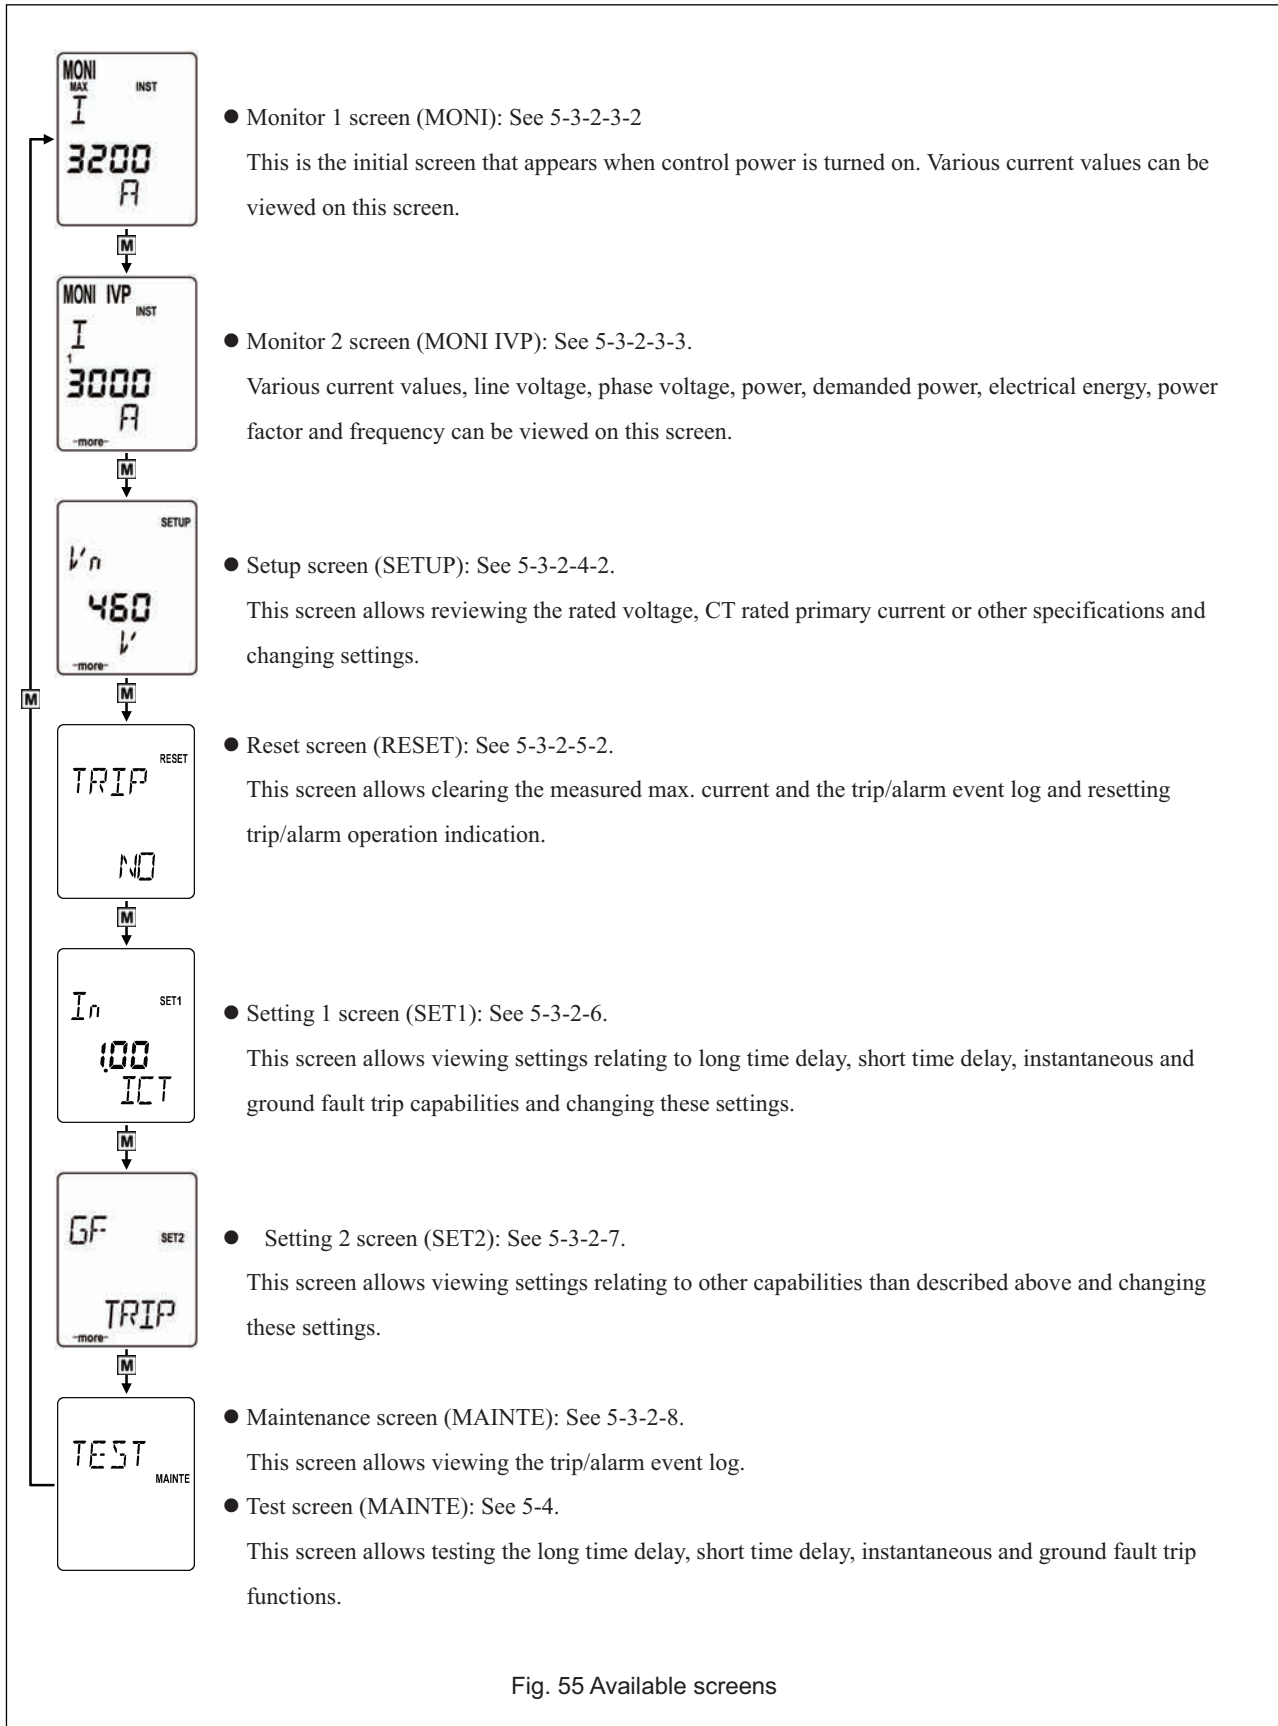 MONI
MAX INST
I
3200
A
● Monitor 1 screen (MONI): See 5-3-2-3-2
This is the initial screen that appears when control power is turned on. Various current values can be
viewed on this screen.
M
MONI IVP
INST
I
1
3000
A
-more-
● Monitor 2 screen (MONI IVP): See 5-3-2-3-3.
Various current values, line voltage, phase voltage, power, demanded power, electrical energy, power
factor and frequency can be viewed on this screen.
M
SETUP
Vn
460
V
-more-
● Setup screen (SETUP): See 5-3-2-4-2.
This screen allows reviewing the rated voltage, CT rated primary current or other specifications and
changing settings.
M
M
RESET
TRIP
NO
● Reset screen (RESET): See 5-3-2-5-2.
This screen allows clearing the measured max. current and the trip/alarm event log and resetting
trip/alarm operation indication.
M
In SET1
1.00
ICT
● Setting 1 screen (SET1): See 5-3-2-6.
This screen allows viewing settings relating to long time delay, short time delay, instantaneous and
ground fault trip capabilities and changing these settings.
M
GF SET2
TRIP
-more-
● Setting 2 screen (SET2): See 5-3-2-7.
This screen allows viewing settings relating to other capabilities than described above and changing
these settings.
M
TEST
MAINTE
● Maintenance screen (MAINTE): See 5-3-2-8.
This screen allows viewing the trip/alarm event log.
● Test screen (MAINTE): See 5-4.
This screen allows testing the long time delay, short time delay, instantaneous and ground fault trip
functions.
Fig. 55 Available screens